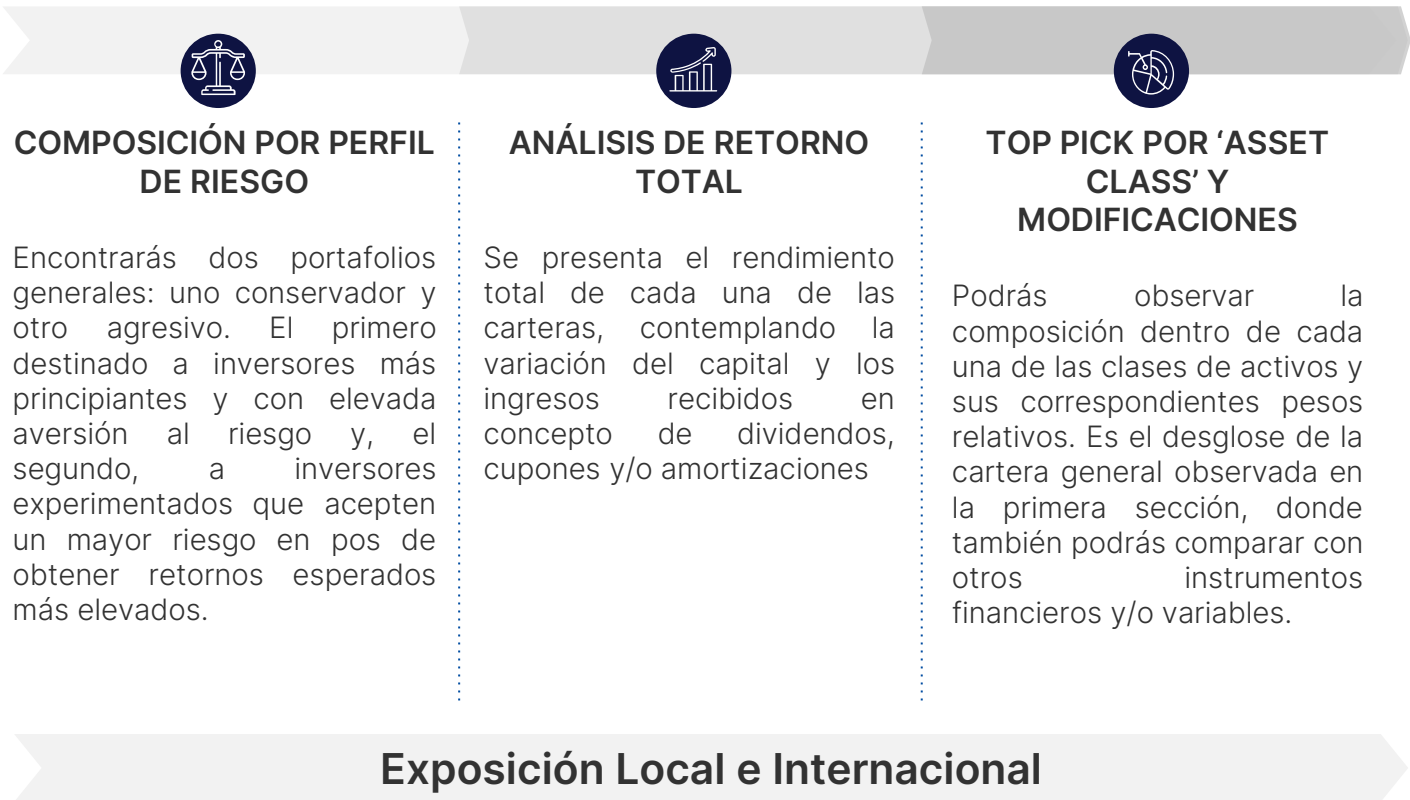 COMPOSICIÓN POR PERFIL
DE RIESGO
Encontrarás dos portafolios
generales: uno conservador y
otro agresivo. El primero
destinado a inversores más
principiantes y con elevada
aversión al riesgo y, el
segundo, a inversores
experimentados que acepten
un mayor riesgo en pos de
obtener retornos esperados
más elevados.
ANÁLISIS DE RETORNO
TOTAL
Se presenta el rendimiento
total de cada una de las
carteras, contemplando la
variación del capital y los
ingresos recibidos en
concepto de dividendos,
cupones y/o amortizaciones
TOP PICK POR ‘ASSET
CLASS’ Y
MODIFICACIONES
Podrás observar la
composición dentro de cada
una de las clases de activos y
sus correspondientes pesos
relativos. Es el desglose de la
cartera general observada en
la primera sección, donde
también podrás comparar con
otros instrumentos
financieros y/o variables.
Exposición Local e Internacional